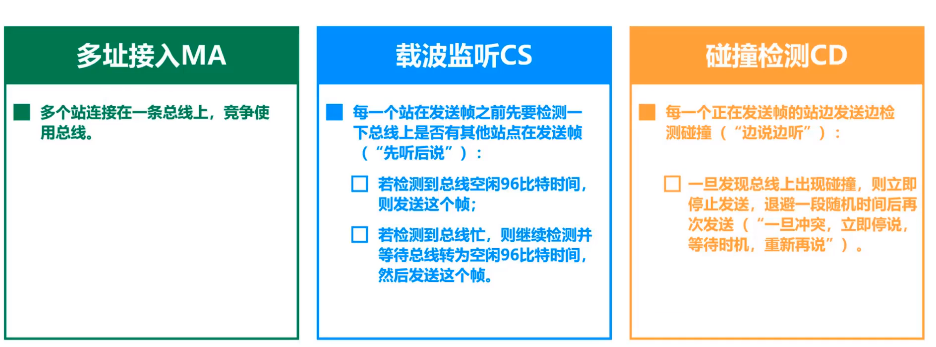 多址接入MA
多个站连接在一条总线上，竞争使
用总线。
载波监听CS
每一个站在发送帧之前先要检测一
下总线上是否有其他站点在发送帧
（“先听后说”）：
若检测到总线空闲96比特时间，
则发送这个帧；
若检测到总线忙，则继续检测并
等待总线转为空闲96比特时间，
然后发送这个帧。
碰撞检测CD
每一个正在发送帧的站边发送边检
测碰撞（“边说边听”）：
一旦发现总线上出现碰撞，则立即
停止发送，退避一段随机时间后再
次发送（“一旦冲突，立即停说，
等待时机，重新再说”）。